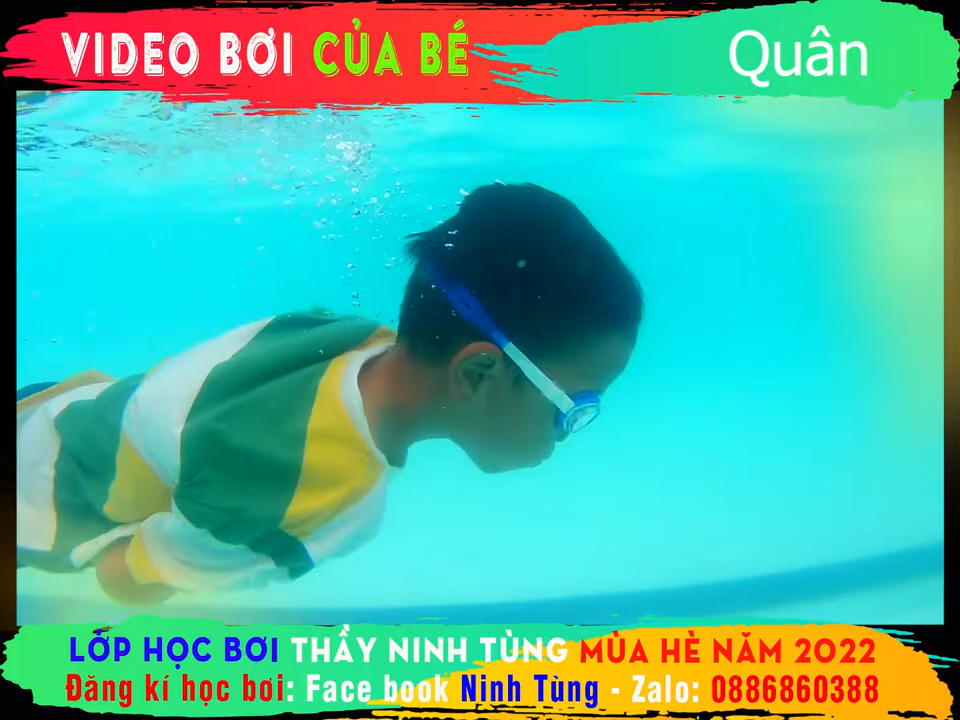 VIDEO BƠI CỦA BÉ
Quân
LỚP HỌC BƠI THẦY NINH TÙNG MÙA HÈ NĂM 2022
Đăng kí học bơi: Face book Ninh Tùng - Zalo: 0886860388